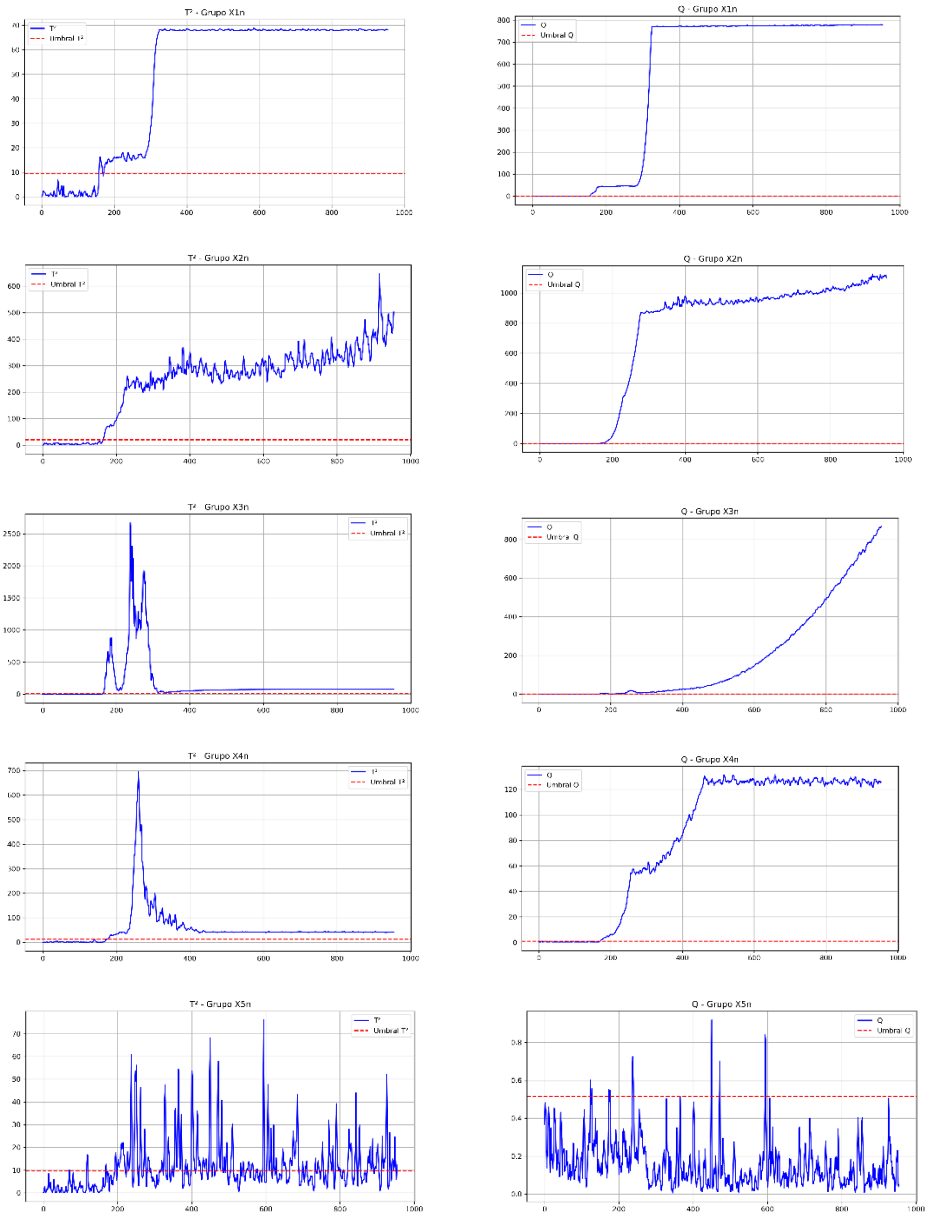 T² - Grupo X1n
T²
Umbral T²
70
60
50
40
30
20
10
0
0 200 400 600 800 1000
Q - Grupo X1n
Q
Umbral Q
800
700
600
500
400
300
200
100
0
0 200 400 600 800 1000
T² - Grupo X2n
T²
Umbral T²
600
500
400
300
200
100
0
0 200 400 600 800 1000
Q - Grupo X2n
Q
Umbral Q
1000
800
600
400
200
0
0 200 400 600 800 1000
T² Grupo X3n
T²
Umbral T²
2500
2000
1500
1000
500
0
0 200 400 600 800 1000
Q - Grupo X3n
Q
Umbral Q
800
600
400
200
0
0 200 400 600 800 1000
T² Grupo X4n
T²
Umbral T²
700
600
500
400
300
200
100
0
0 200 400 600 800 1000
Q - Grupo X4n
Q
Umbral Q
120
100
80
60
40
20
0
0 200 400 600 800 1000
T² - Grupo X5n
T²
Umbral T²
70
60
50
40
30
20
10
0
0 200 400 600 800 1000
Q - Grupo X5n
Q
Umbral Q
0.8
0.6
0.4
0.2
0.0
0 200 400 600 800 1000